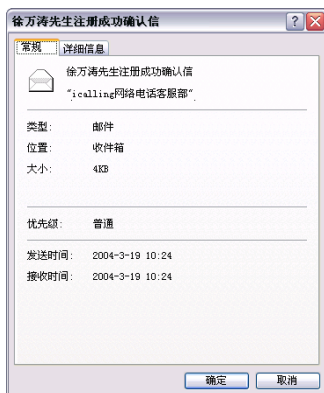 徐万涛先生注册成功确认信
常规 详细信息
徐万涛先生注册成功确认信
"icalling网络电话客服部"
类型: 邮件
位置: 收件箱
大小: 4KB
优先级: 普通
发送时间: 2004-3-19 10:24
接收时间: 2004-3-19 10:24
确定 取消